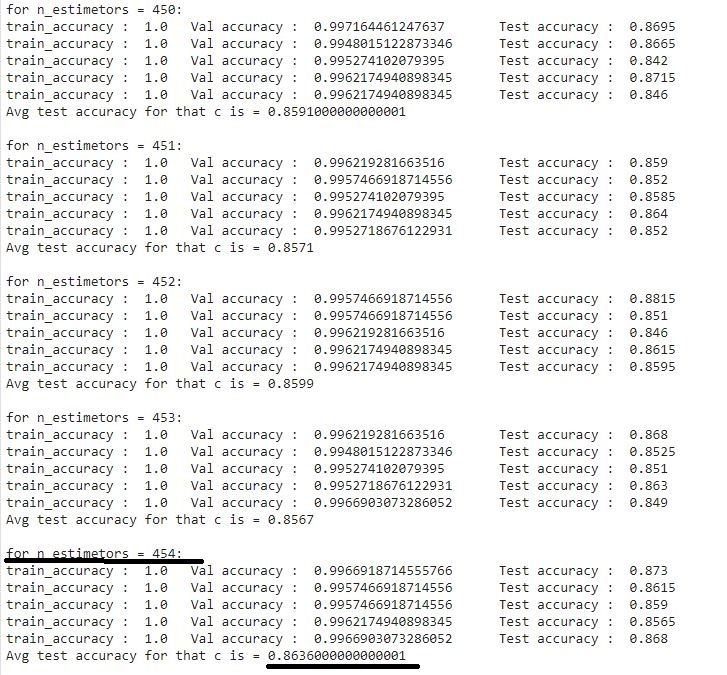 for n_estimetors = 450:
train_accuracy :  1.0   Val accuracy :  0.997164461247637       Test accuracy :  0.8695
train_accuracy :  1.0   Val accuracy :  0.9948015122873346      Test accuracy :  0.8665
train_accuracy :  1.0   Val accuracy :  0.995274102079395       Test accuracy :  0.842
train_accuracy :  1.0   Val accuracy :  0.9962174940898345      Test accuracy :  0.8715
train_accuracy :  1.0   Val accuracy :  0.9962174940898345      Test accuracy :  0.846
Avg test accuracy for that c is = 0.8591000000000001
for n_estimetors = 451:
train_accuracy :  1.0   Val accuracy :  0.996219281663516       Test accuracy :  0.859
train_accuracy :  1.0   Val accuracy :  0.9957466918714556      Test accuracy :  0.852
train_accuracy :  1.0   Val accuracy :  0.995274102079395       Test accuracy :  0.8585
train_accuracy :  1.0   Val accuracy :  0.9962174940898345      Test accuracy :  0.864
train_accuracy :  1.0   Val accuracy :  0.9952718676122931      Test accuracy :  0.852
Avg test accuracy for that c is = 0.8571
for n_estimetors = 452:
train_accuracy :  1.0   Val accuracy :  0.9957466918714556      Test accuracy :  0.8815
train_accuracy :  1.0   Val accuracy :  0.9957466918714556      Test accuracy :  0.851
train_accuracy :  1.0   Val accuracy :  0.996219281663516       Test accuracy :  0.846
train_accuracy :  1.0   Val accuracy :  0.9962174940898345      Test accuracy :  0.8615
train_accuracy :  1.0   Val accuracy :  0.9962174940898345      Test accuracy :  0.8595
Avg test accuracy for that c is = 0.8599
for n_estimetors = 453:
train_accuracy :  1.0   Val accuracy :  0.996219281663516       Test accuracy :  0.868
train_accuracy :  1.0   Val accuracy :  0.9948015122873346      Test accuracy :  0.8525
train_accuracy :  1.0   Val accuracy :  0.995274102079395       Test accuracy :  0.851
train_accuracy :  1.0   Val accuracy :  0.9952718676122931      Test accuracy :  0.863
train_accuracy :  1.0   Val accuracy :  0.9966903073286052      Test accuracy :  0.849
Avg test accuracy for that c is = 0.8567
for n_estimetors = 454:
train_accuracy :  1.0   Val accuracy :  0.9966918714555766      Test accuracy :  0.873
train_accuracy :  1.0   Val accuracy :  0.9957466918714556      Test accuracy :  0.8615
train_accuracy :  1.0   Val accuracy :  0.9957466918714556      Test accuracy :  0.859
train_accuracy :  1.0   Val accuracy :  0.9962174940898345      Test accuracy :  0.8565
train_accuracy :  1.0   Val accuracy :  0.9966903073286052      Test accuracy :  0.868
Avg test accuracy for that c is = 0.8636000000000001